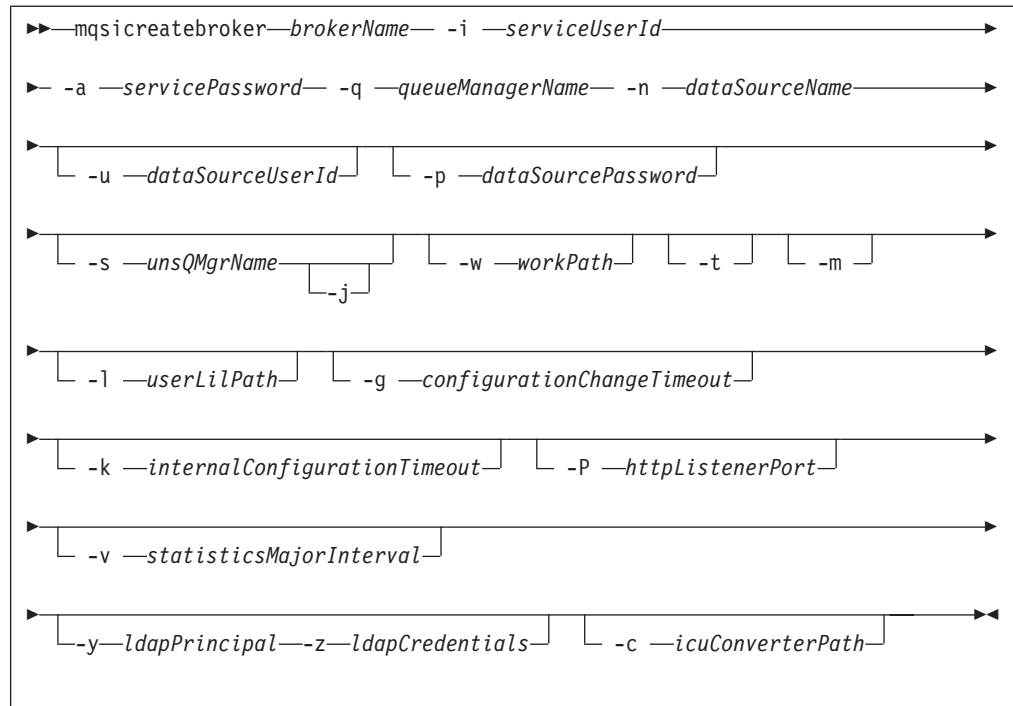 mqsicreatebroker brokerName -i serviceUserId
-a servicePassword -q queueManagerName -n dataSourceName
-u dataSourceUserId -p dataSourcePassword
-s unsQMgrName -j -w workPath -t -m
-l userLilPath -g configurationChangeTimeout
-k internalConfigurationTimeout -P httpListenerPort
-v statisticsMajorInterval
-y ldapPrincipal -z ldapCredentials -c icuConverterPath